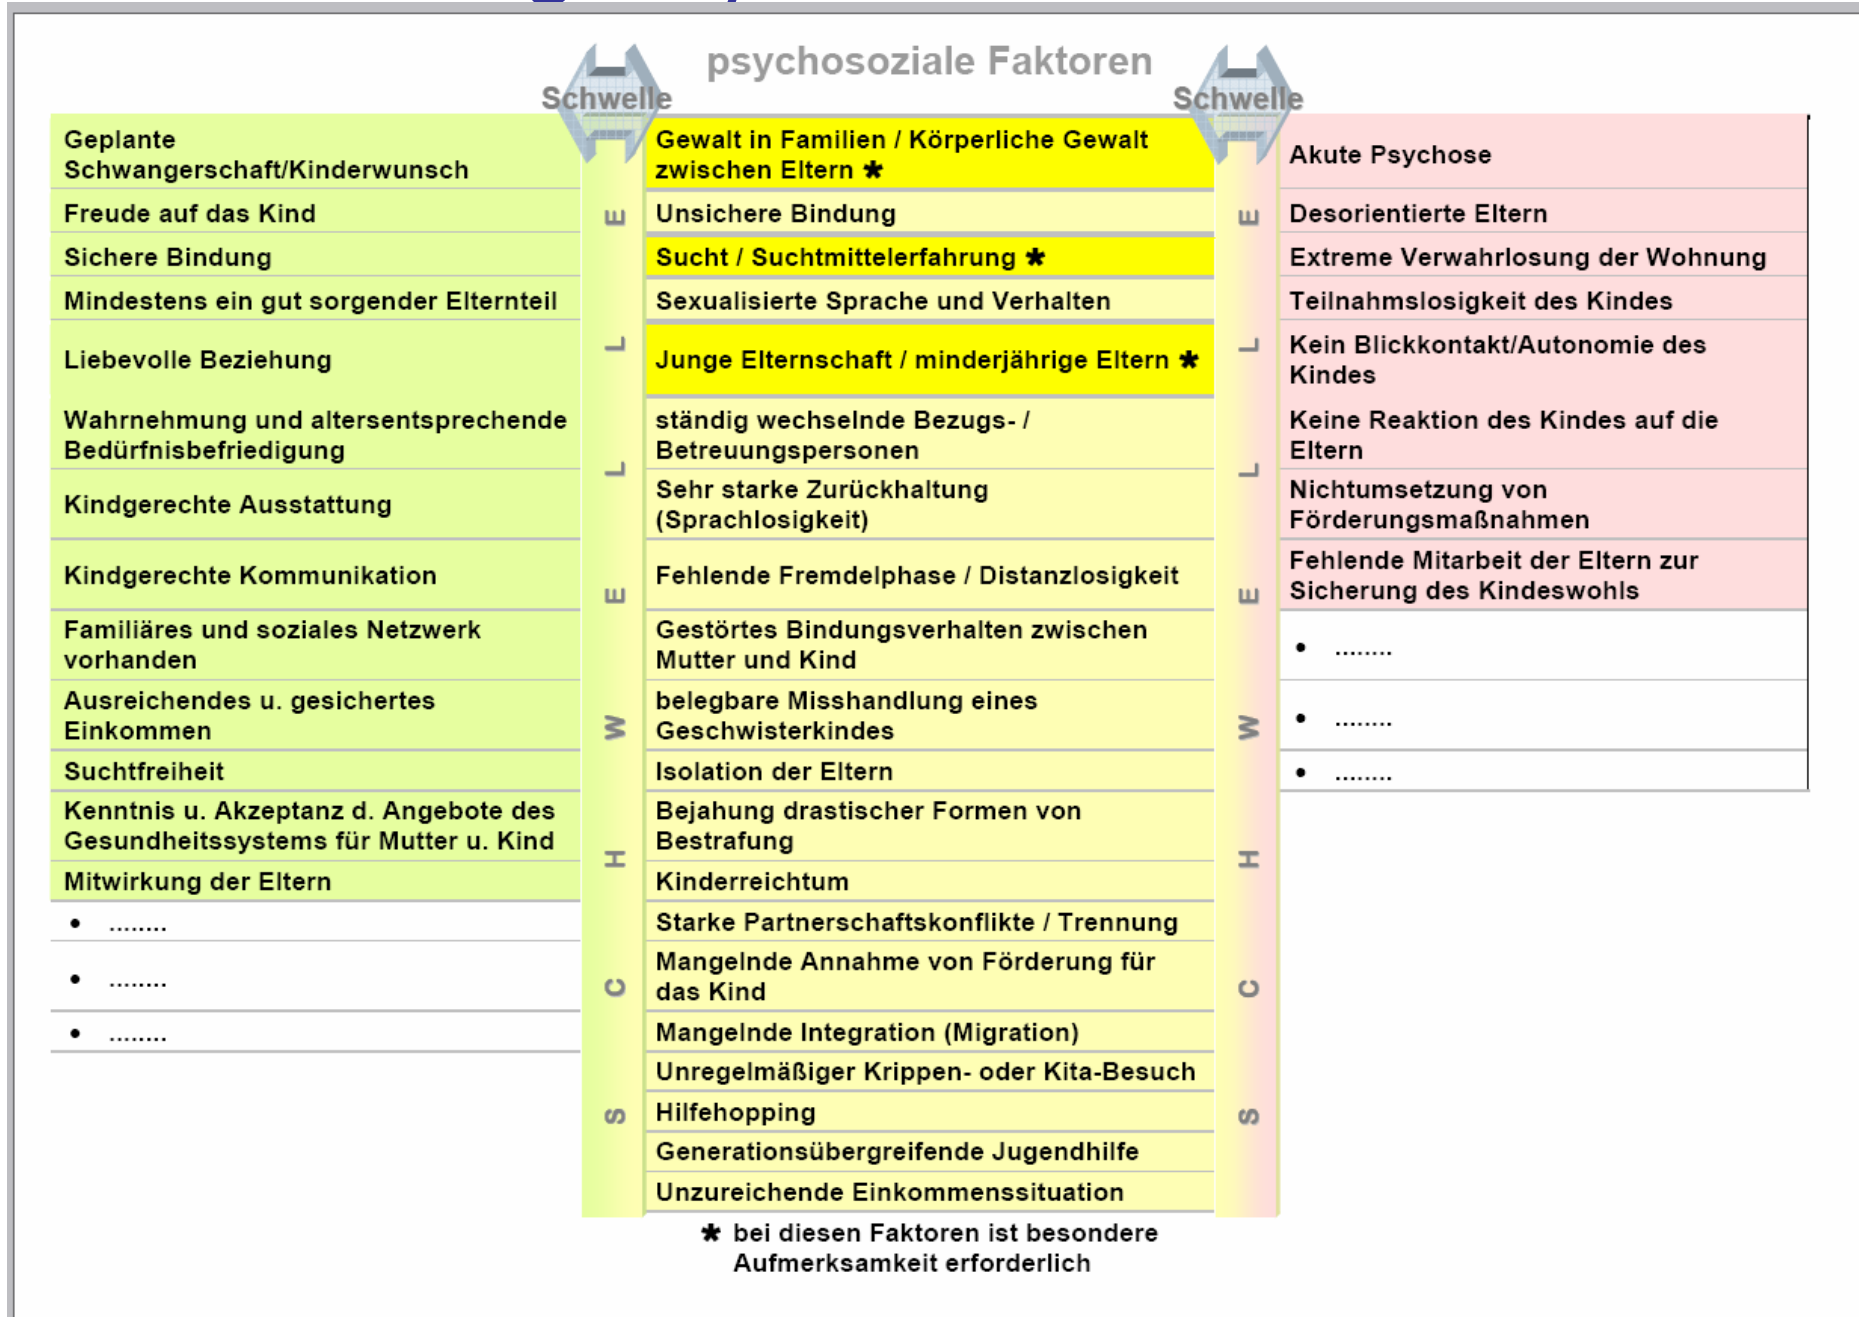 psychosoziale Faktoren
Schwelle
Schwelle
Geplante
Schwangerschaft/Kinderwunsch
Freude auf das Kind
Sichere Bindung
Mindestens ein gut sorgender Elternteil
Liebevolle Beziehung
Wahrnehmung und altersentsprechende
Bedürfnisbefriedigung
Kindgerechte Ausstattung
Kindgerechte Kommunikation
Familiäres und soziales Netzwerk
vorhanden
Ausreichendes u. gesichertes
Einkommen
Suchtfreiheit
Kenntnis u. Akzeptanz d. Angebote des
Gesundheitssystems für Mutter u. Kind
Mitwirkung der Eltern
• ........
• ........
• ........
SCHWELLE
Gewalt in Familien / Körperliche Gewalt
zwischen Eltern *
Unsichere Bindung
Sucht / Suchtmittelerfahrung *
Sexualisierte Sprache und Verhalten
Junge Elternschaft / minderjährige Eltern *
ständig wechselnde Bezugs- /
Betreuungspersonen
Sehr starke Zurückhaltung
(Sprachlosigkeit)
Fehlende Fremdelphase / Distanzlosigkeit
Gestörtes Bindungsverhalten zwischen
Mutter und Kind
belegbare Misshandlung eines
Geschwisterkindes
Isolation der Eltern
Bejahung drastischer Formen von
Bestrafung
Kinderreichtum
Starke Partnerschaftskonflikte / Trennung
Mangelnde Annahme von Förderung für
das Kind
Mangelnde Integration (Migration)
Unregelmäßiger Krippen- oder Kita-Besuch
Hilfehopping
Generationsübergreifende Jugendhilfe
Unzureichende Einkommenssituation
* bei diesen Faktoren ist besondere
Aufmerksamkeit erforderlich
SCHWELLE
Akute Psychose
Desorientierte Eltern
Extreme Verwahrlosung der Wohnung
Teilnahmslosigkeit des Kindes
Kein Blickkontakt/Autonomie des
Kindes
Keine Reaktion des Kindes auf die
Eltern
Nichtumsetzung von
Förderungsmaßnahmen
Fehlende Mitarbeit der Eltern zur
Sicherung des Kindeswohls
• ........
• ........
• ........